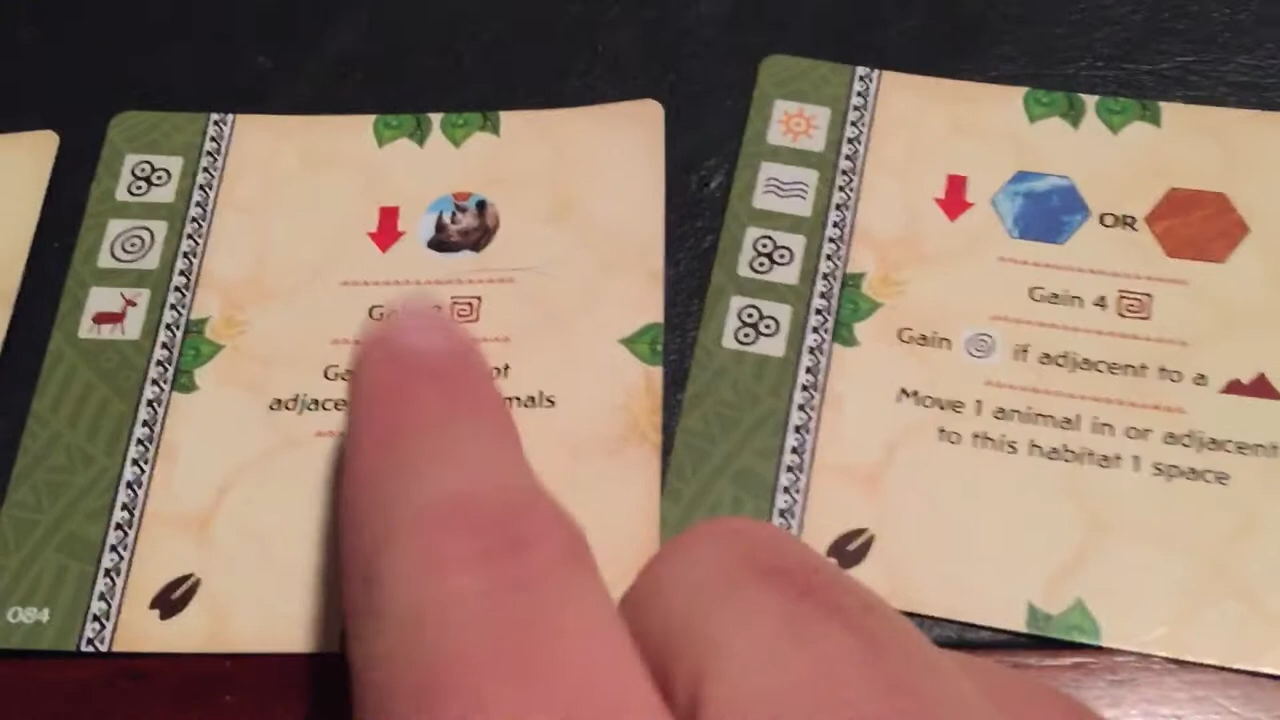 adjace mals
084
OR
Gain 4
Gain if adjacent to a
Move 1 animal in or adjacent
to this habitat 1 space